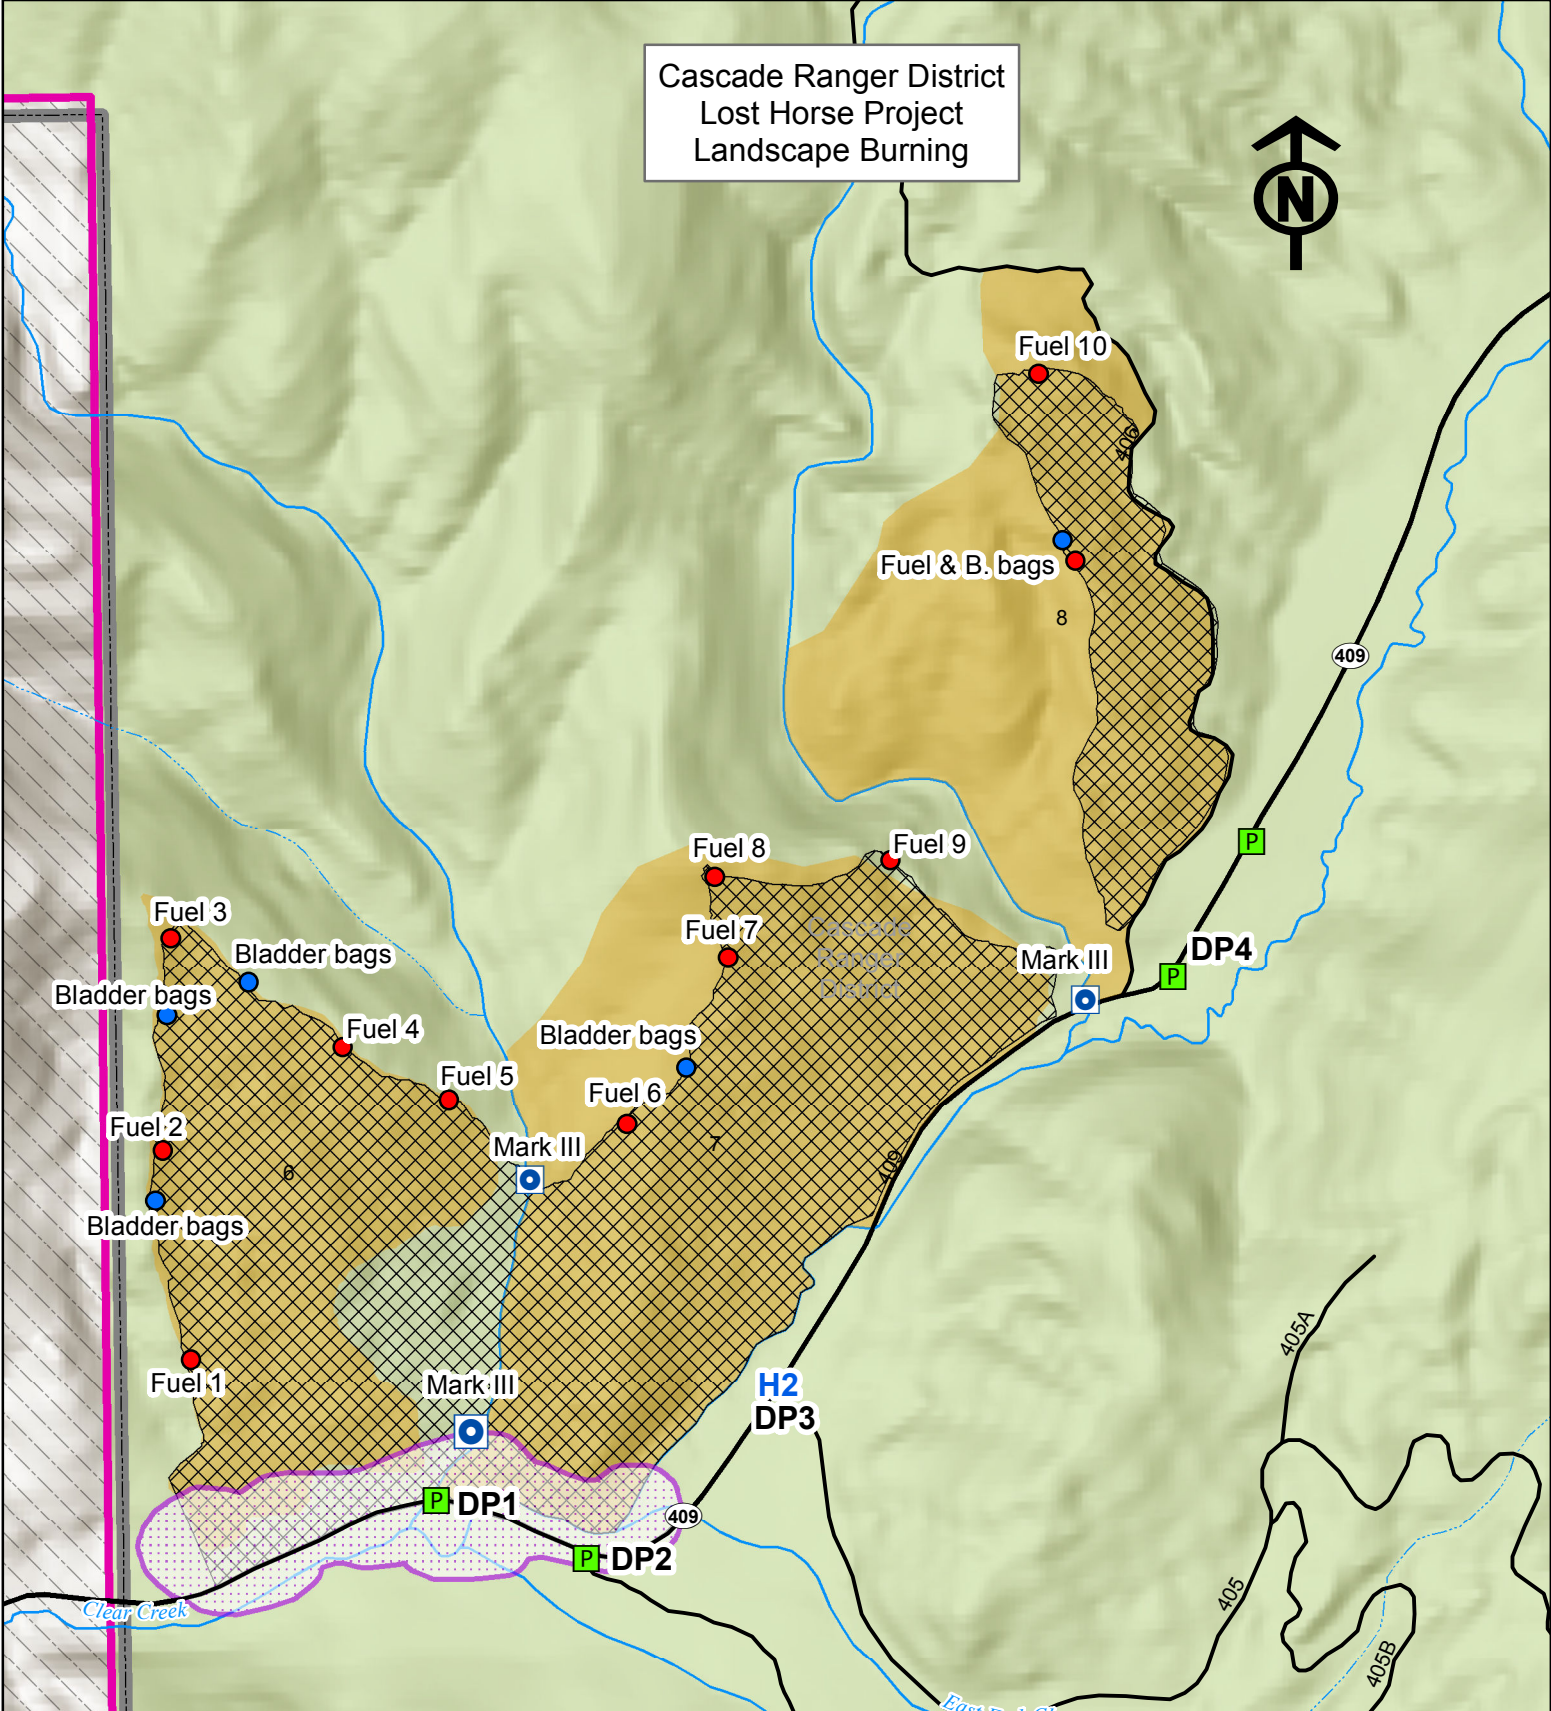 Cascade Ranger District
Lost Horse Project
Landscape Burning
N
Fuel 10
406
Fuel & B. bags
8
409
Fuel 8
Fuel 9
Fuel 3
Fuel 7
Cascade
Ranger
District
Bladder bags
Mark III
DP4
P
P
Bladder bags
Fuel 4
Bladder bags
Fuel 5
Fuel 6
Fuel 2
Mark III
7
6
409
Bladder bags
405A
Fuel 1
Mark III
H2
DP3
P
DP1
409
P
DP2
Clear Creek
405
405B